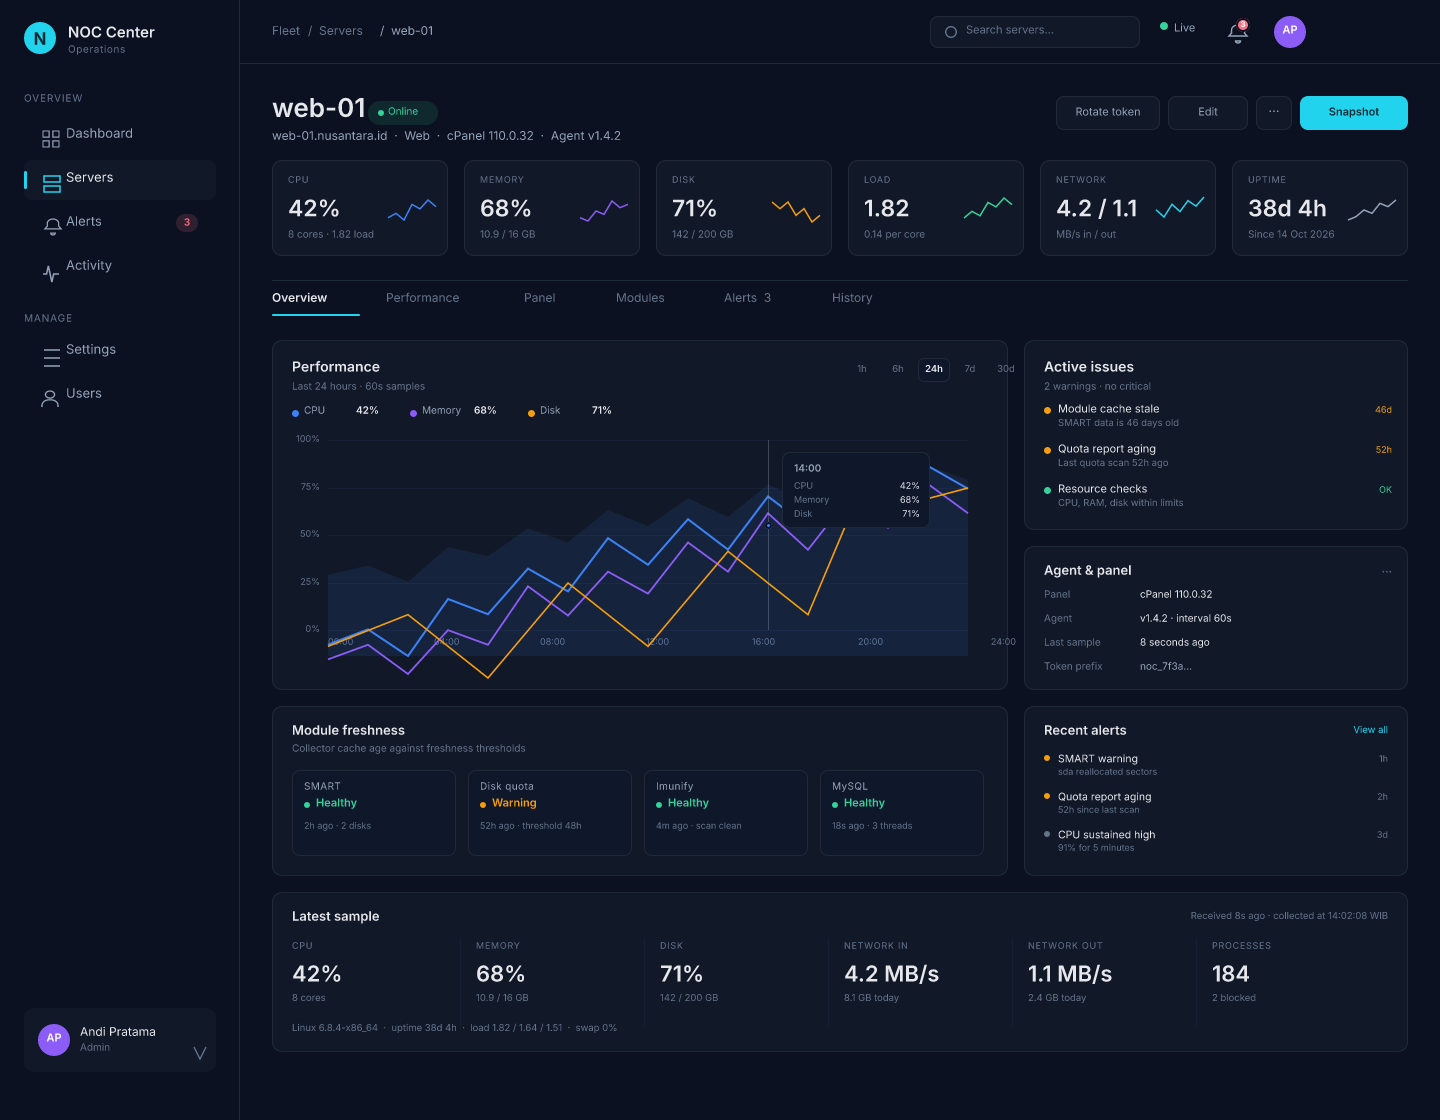 N
NOC Center
Operations
OVERVIEW
Dashboard
Servers
Alerts 3
Activity
MANAGE
Settings
Users
AP
Andi Pratama
Admin
Fleet / Servers / web-01
Search servers...
Live
3
AP
web-01
Online
web-01.nusantara.id · Web · cPanel 110.0.32 · Agent v1.4.2
Rotate token
Edit
...
Snapshot
CPU
42%
8 cores · 1.82 load
MEMORY
68%
10.9 / 16 GB
DISK
71%
142 / 200 GB
LOAD
1.82
0.14 per core
NETWORK
4.2 / 1.1
MB/s in / out
UPTIME
38d 4h
Since 14 Oct 2026
Overview
Performance
Panel
Modules
Alerts 3
History
Performance
Last 24 hours · 60s samples
1h 6h 24h 7d 30d
CPU 42% Memory 68% Disk 71%
100%
75%
50%
25%
0%
00:00 04:00 08:00 12:00 16:00 20:00 24:00
14:00
CPU 42%
Memory 68%
Disk 71%
Active issues
2 warnings · no critical
Module cache stale 46d
SMART data is 46 days old
Quota report aging 52h
Last quota scan 52h ago
Resource checks OK
CPU, RAM, disk within limits
Agent & panel ...
Panel cPanel 110.0.32
Agent v1.4.2 · interval 60s
Last sample 8 seconds ago
Token prefix noc_7f3a...
Module freshness
Collector cache age against freshness thresholds
SMART
Healthy
2h ago · 2 disks
Disk quota
Warning
52h ago · threshold 48h
Imunify
Healthy
4m ago · scan clean
MySQL
Healthy
18s ago · 3 threads
Recent alerts View all
SMART warning 1h
sda reallocated sectors
Quota report aging 2h
52h since last scan
CPU sustained high 3d
91% for 5 minutes
Latest sample
Received 8s ago · collected at 14:02:08 WIB
CPU
42%
8 cores
MEMORY
68%
10.9 / 16 GB
DISK
71%
142 / 200 GB
NETWORK IN
4.2 MB/s
8.1 GB today
NETWORK OUT
1.1 MB/s
2.4 GB today
PROCESSES
184
2 blocked
Linux 6.8.4-x86_64 · uptime 38d 4h · load 1.82 / 1.64 / 1.51 · swap 0%